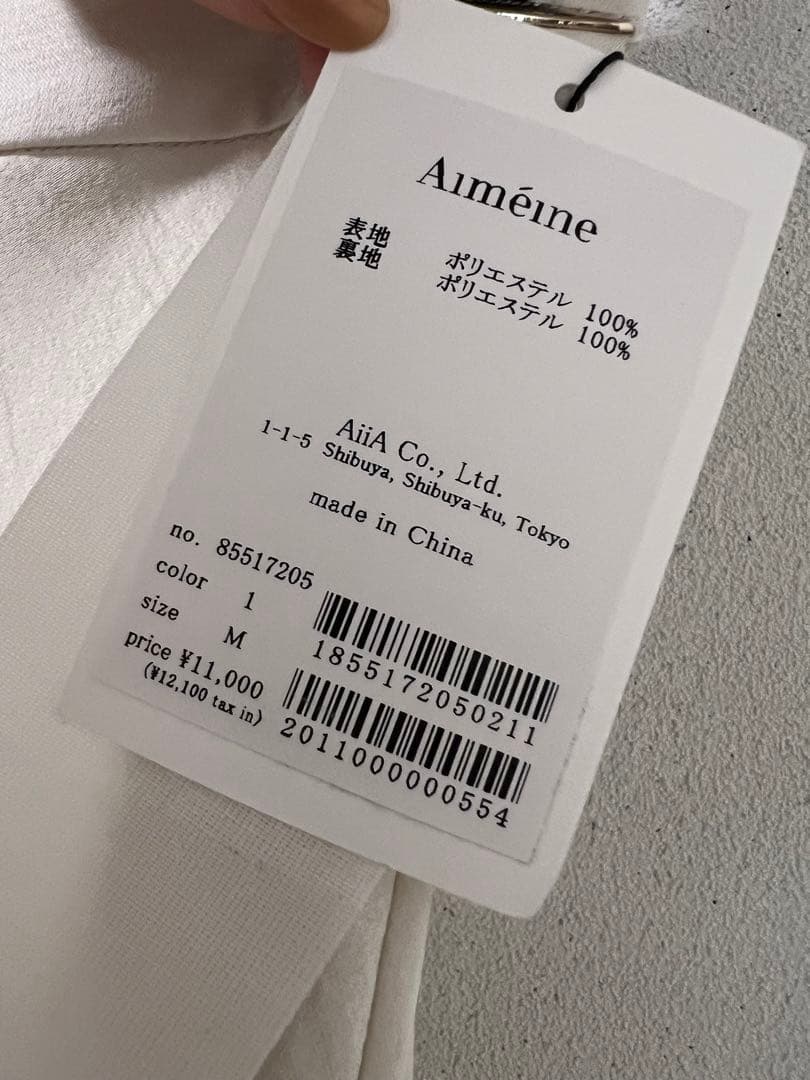 Aıméıne
表地 ポリエステル 100%
裏地 ポリエステル 100%
AiiA Co., Ltd.
1-1-5 Shibuya, Shibuya-ku, Tokyo
made in China
no. 85517205
color 1
size M
price ¥11,000
(¥12,100 tax in)
1855172050211
2011000000554